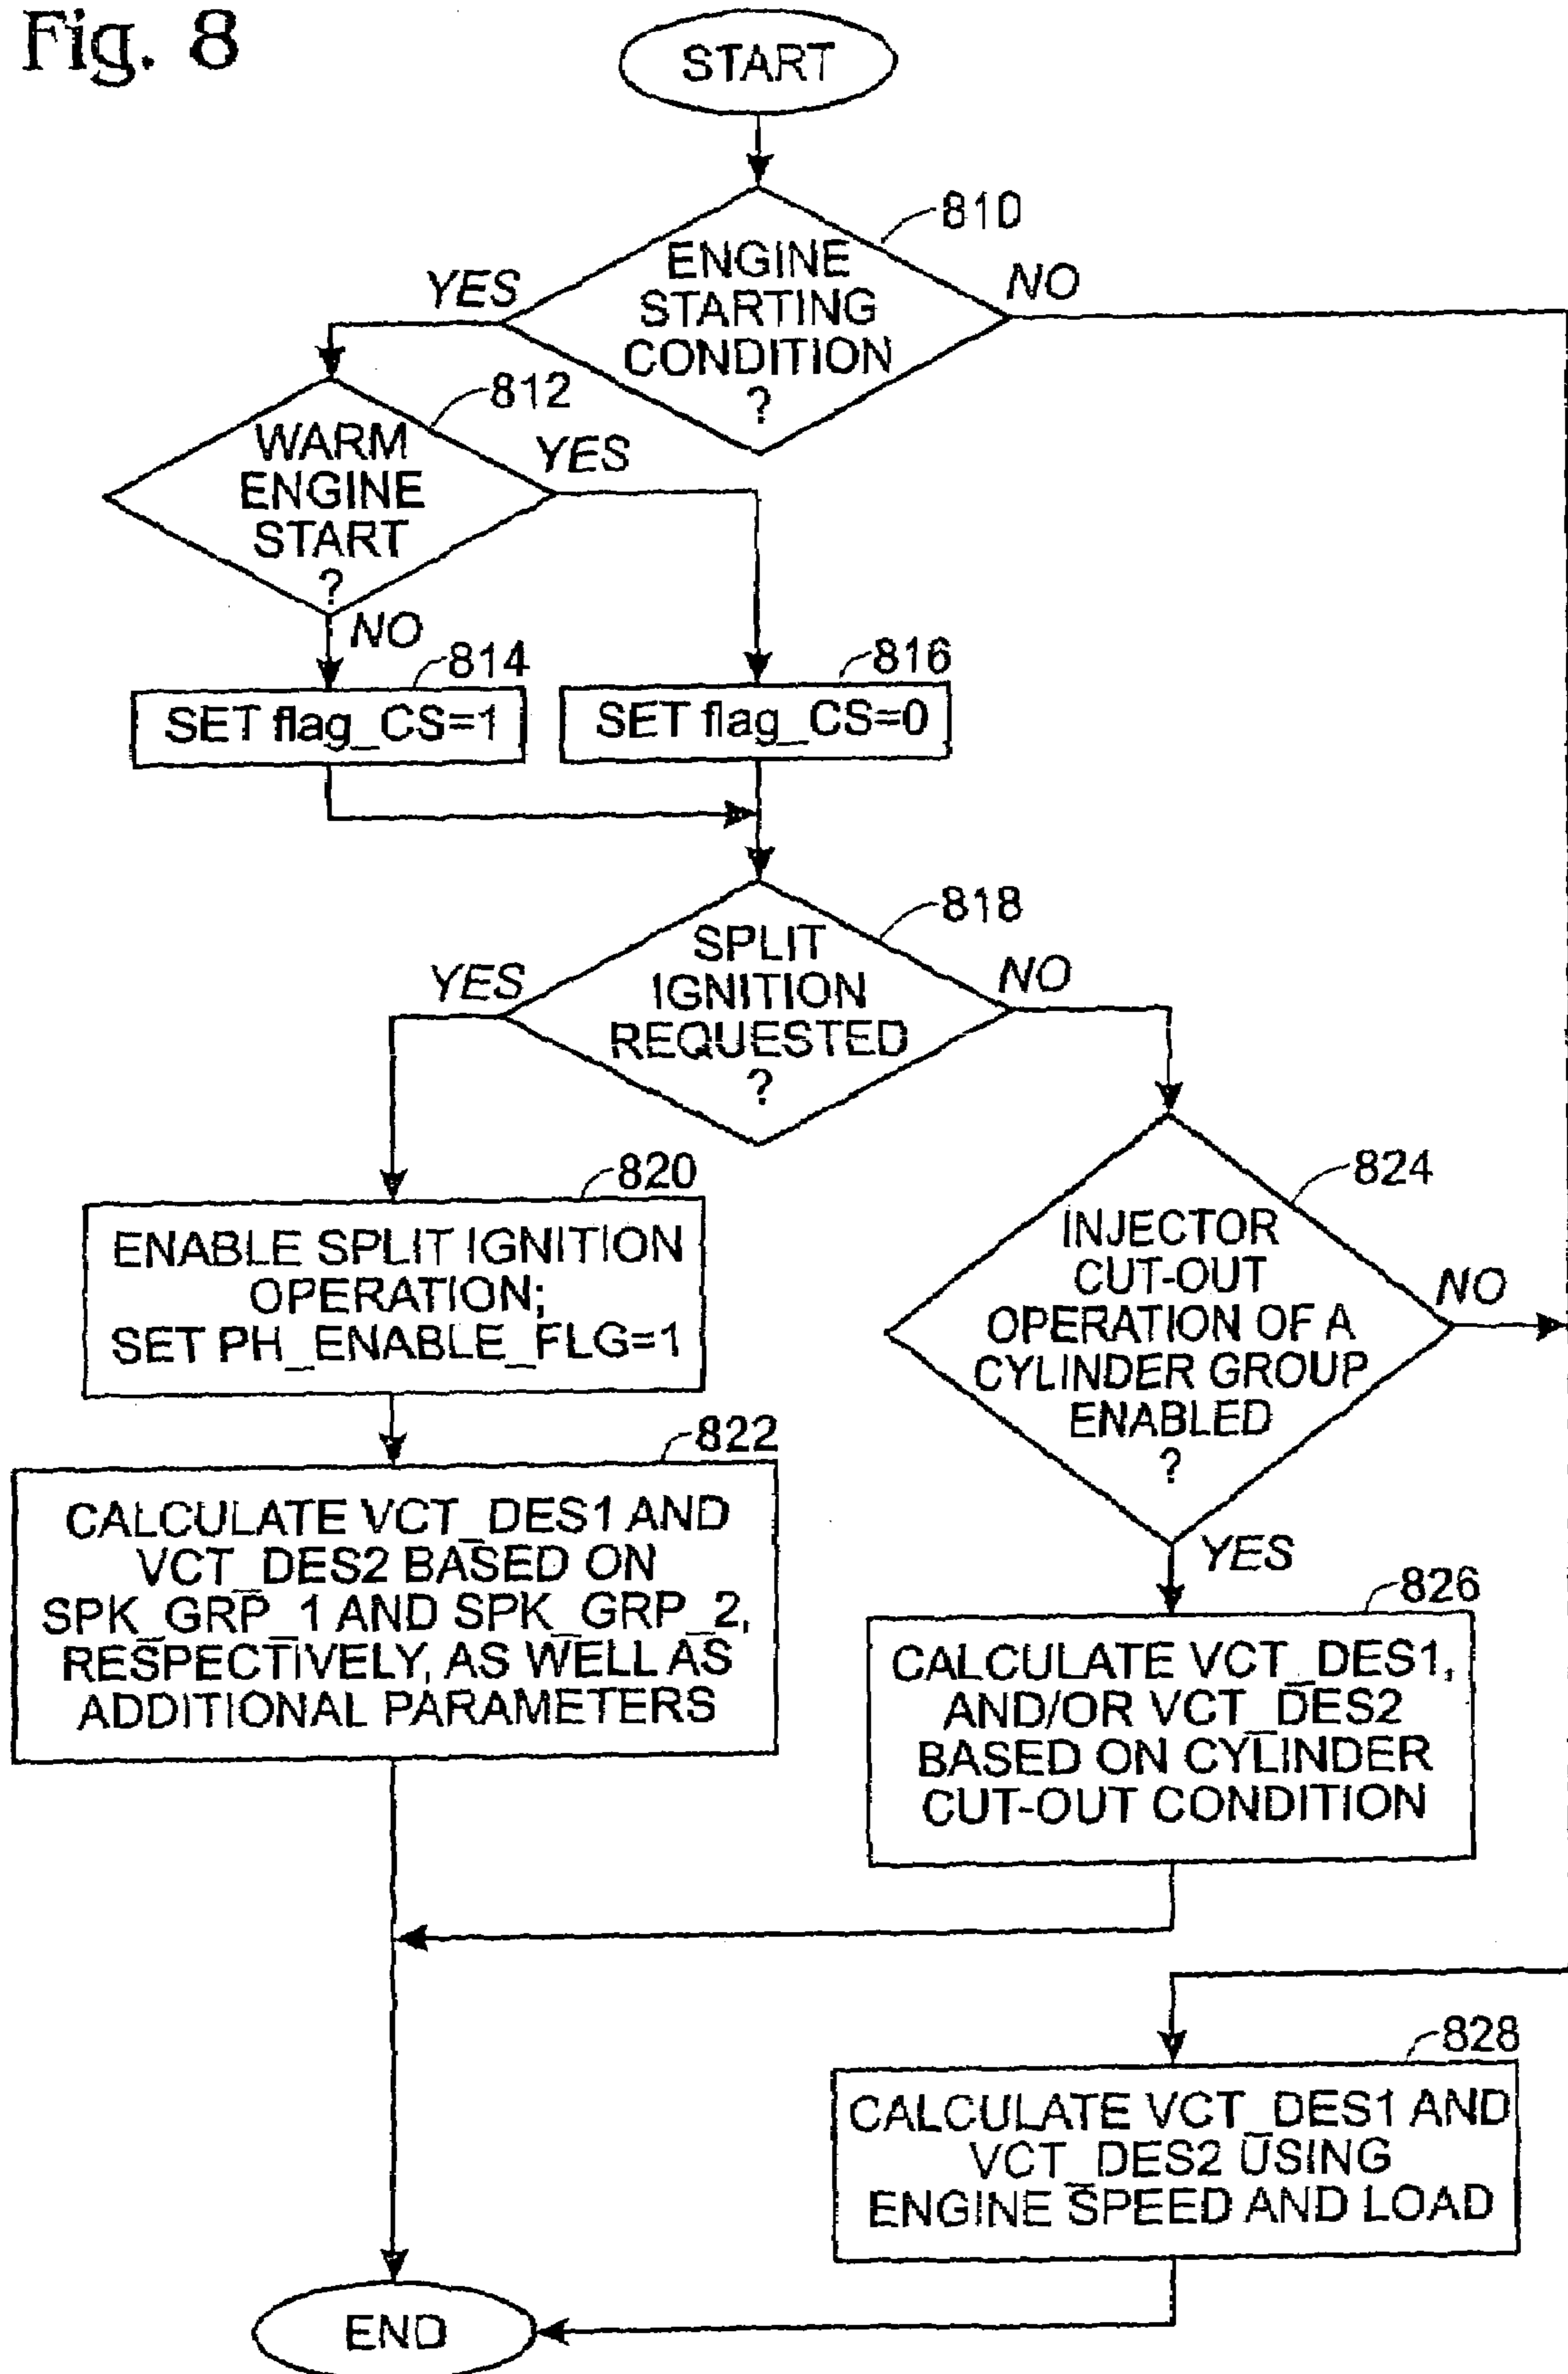 Fig. 8
START
810
ENGINE
STARTING
CONDITION
?
YES
NO
812
WARM
ENGINE
START
?
YES
NO
814
SET flag_CS=1
816
SET flag_CS=0
818
SPLIT
IGNITION
REQUESTED
?
YES
NO
820
ENABLE SPLIT IGNITION
OPERATION;
SET PH_ENABLE_FLG=1
824
INJECTOR
CUT-OUT
OPERATION OF A
CYLINDER GROUP
ENABLED
?
NO
YES
822
CALCULATE VCT_DES1 AND
VCT_DES2 BASED ON
SPK_GRP_1 AND SPK_GRP_2,
RESPECTIVELY, AS WELL AS
ADDITIONAL PARAMETERS
826
CALCULATE VCT_DES1,
AND/OR VCT_DES2
BASED ON CYLINDER
CUT-OUT CONDITION
828
CALCULATE VCT_DES1 AND
VCT_DES2 USING
ENGINE SPEED AND LOAD
END